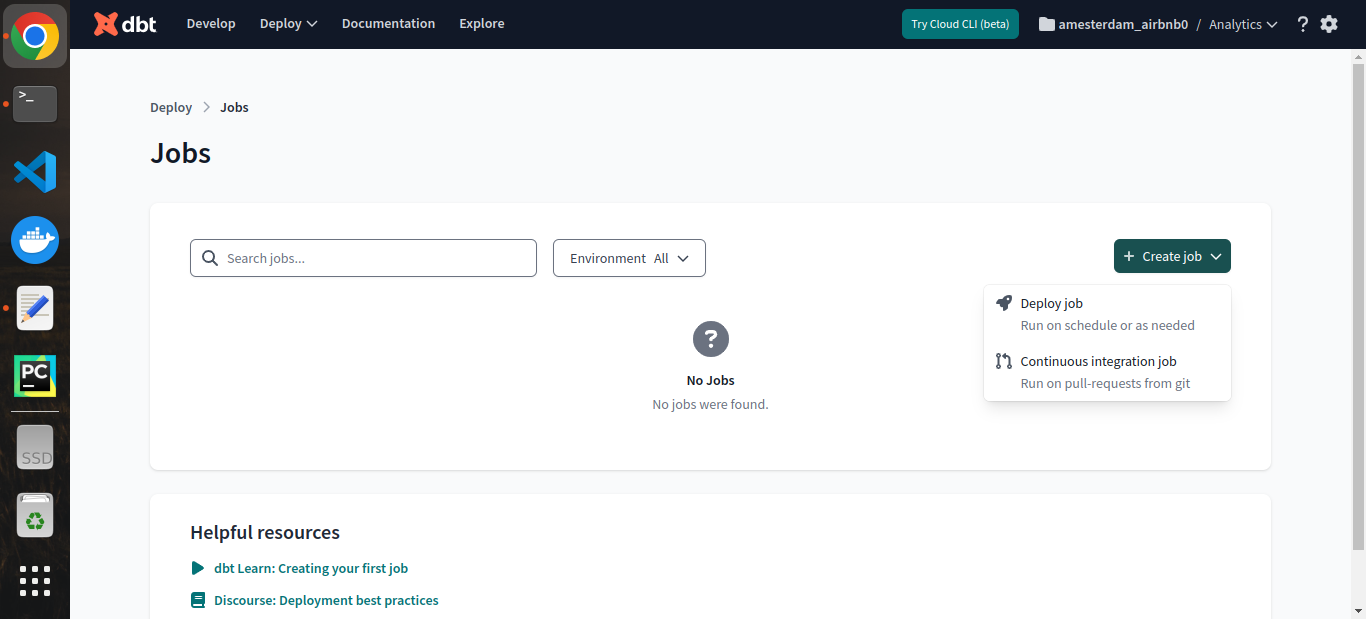 dbt Develop Deploy Documentation Explore Try Cloud CLI (beta) amesterdam_airbnb0 / Analytics ?
>_
Deploy > Jobs
Jobs
Search jobs...
Environment All
+ Create job
Deploy job
Run on schedule or as needed
Continuous integration job
Run on pull-requests from git
?
No Jobs
No jobs were found.
PC
SSD
Helpful resources
dbt Learn: Creating your first job
Discourse: Deployment best practices